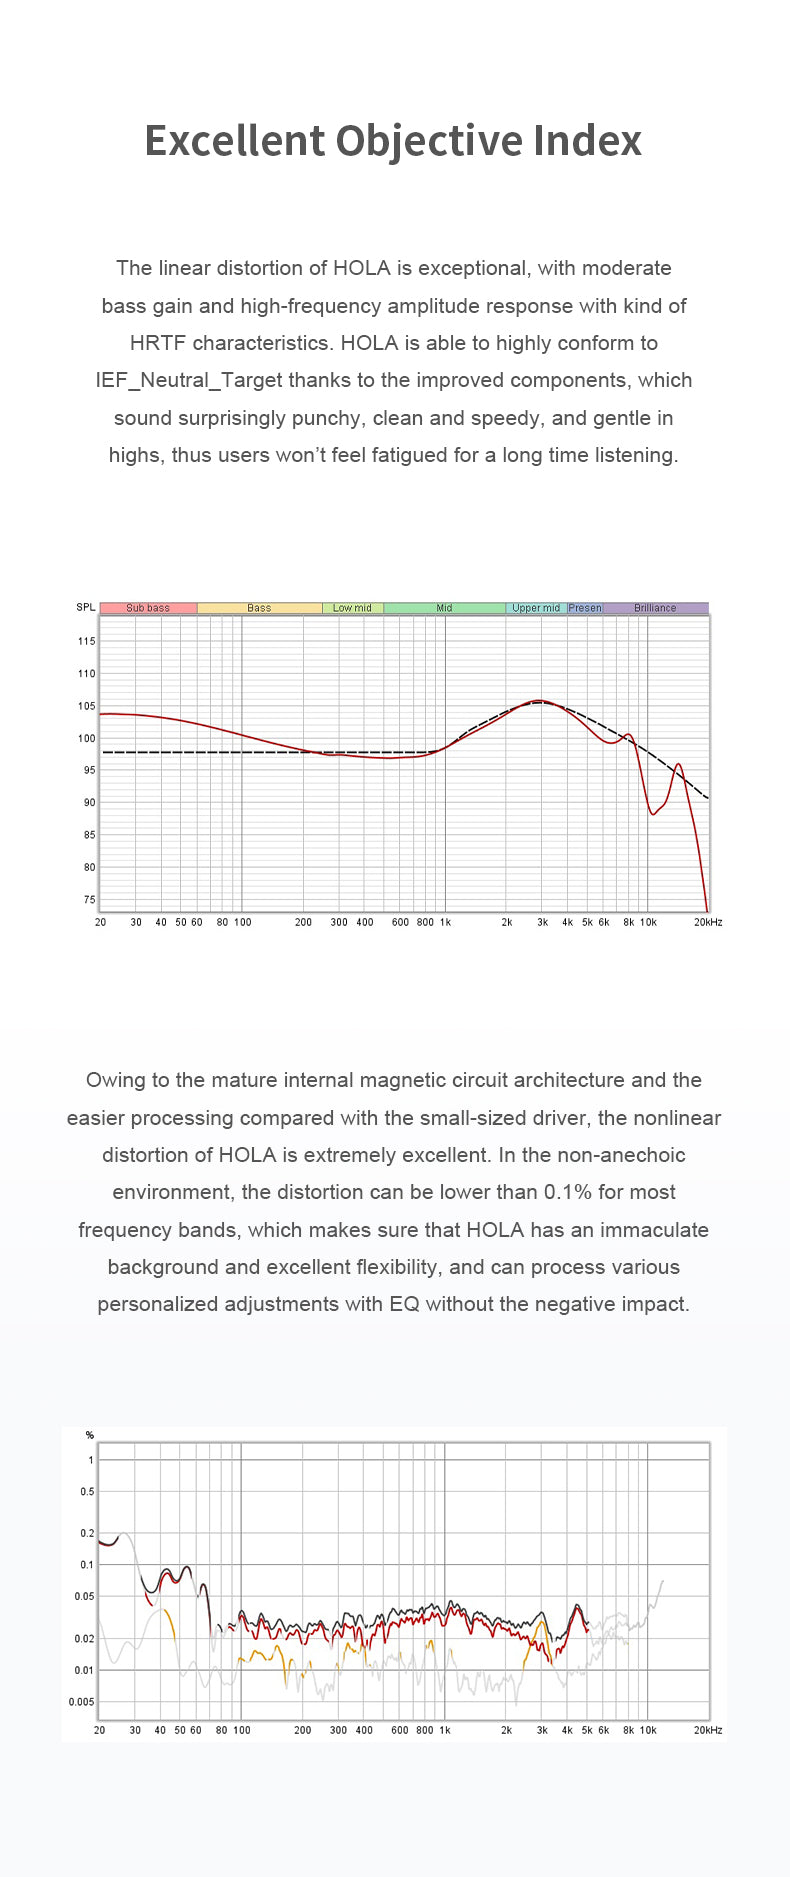 Excellent Objective Index
The linear distortion of HOLA is exceptional, with moderate
bass gain and high-frequency amplitude response with kind of
HRTF characteristics. HOLA is able to highly conform to
IEF_Neutral_Target thanks to the improved components, which
sound surprisingly punchy, clean and speedy, and gentle in
highs, thus users won’t feel fatigued for a long time listening.
SPL Sub bass Bass Low mid Mid Upper mid Presen Brilliance
115
110
105
100
95
90
85
80
75
20 30 40 50 60 80 100 200 300 400 600 800 1k 2k 3k 4k 5k 6k 8k 10k 20kHz
Owing to the mature internal magnetic circuit architecture and the
easier processing compared with the small-sized driver, the nonlinear
distortion of HOLA is extremely excellent. In the non-anechoic
environment, the distortion can be lower than 0.1% for most
frequency bands, which makes sure that HOLA has an immaculate
background and excellent flexibility, and can process various
personalized adjustments with EQ without the negative impact.
%
1
0.5
0.2
0.1
0.05
0.02
0.01
0.005
20 30 40 50 60 80 100 200 300 400 600 800 1k 2k 3k 4k 5k 6k 8k 10k 20kHz